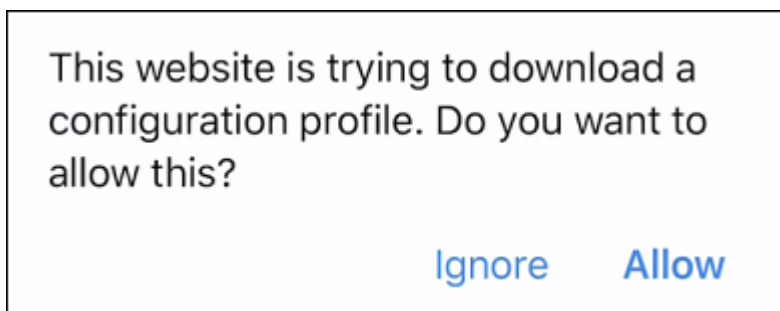 This website is trying to download a
configuration profile. Do you want to
allow this?
Ignore Allow